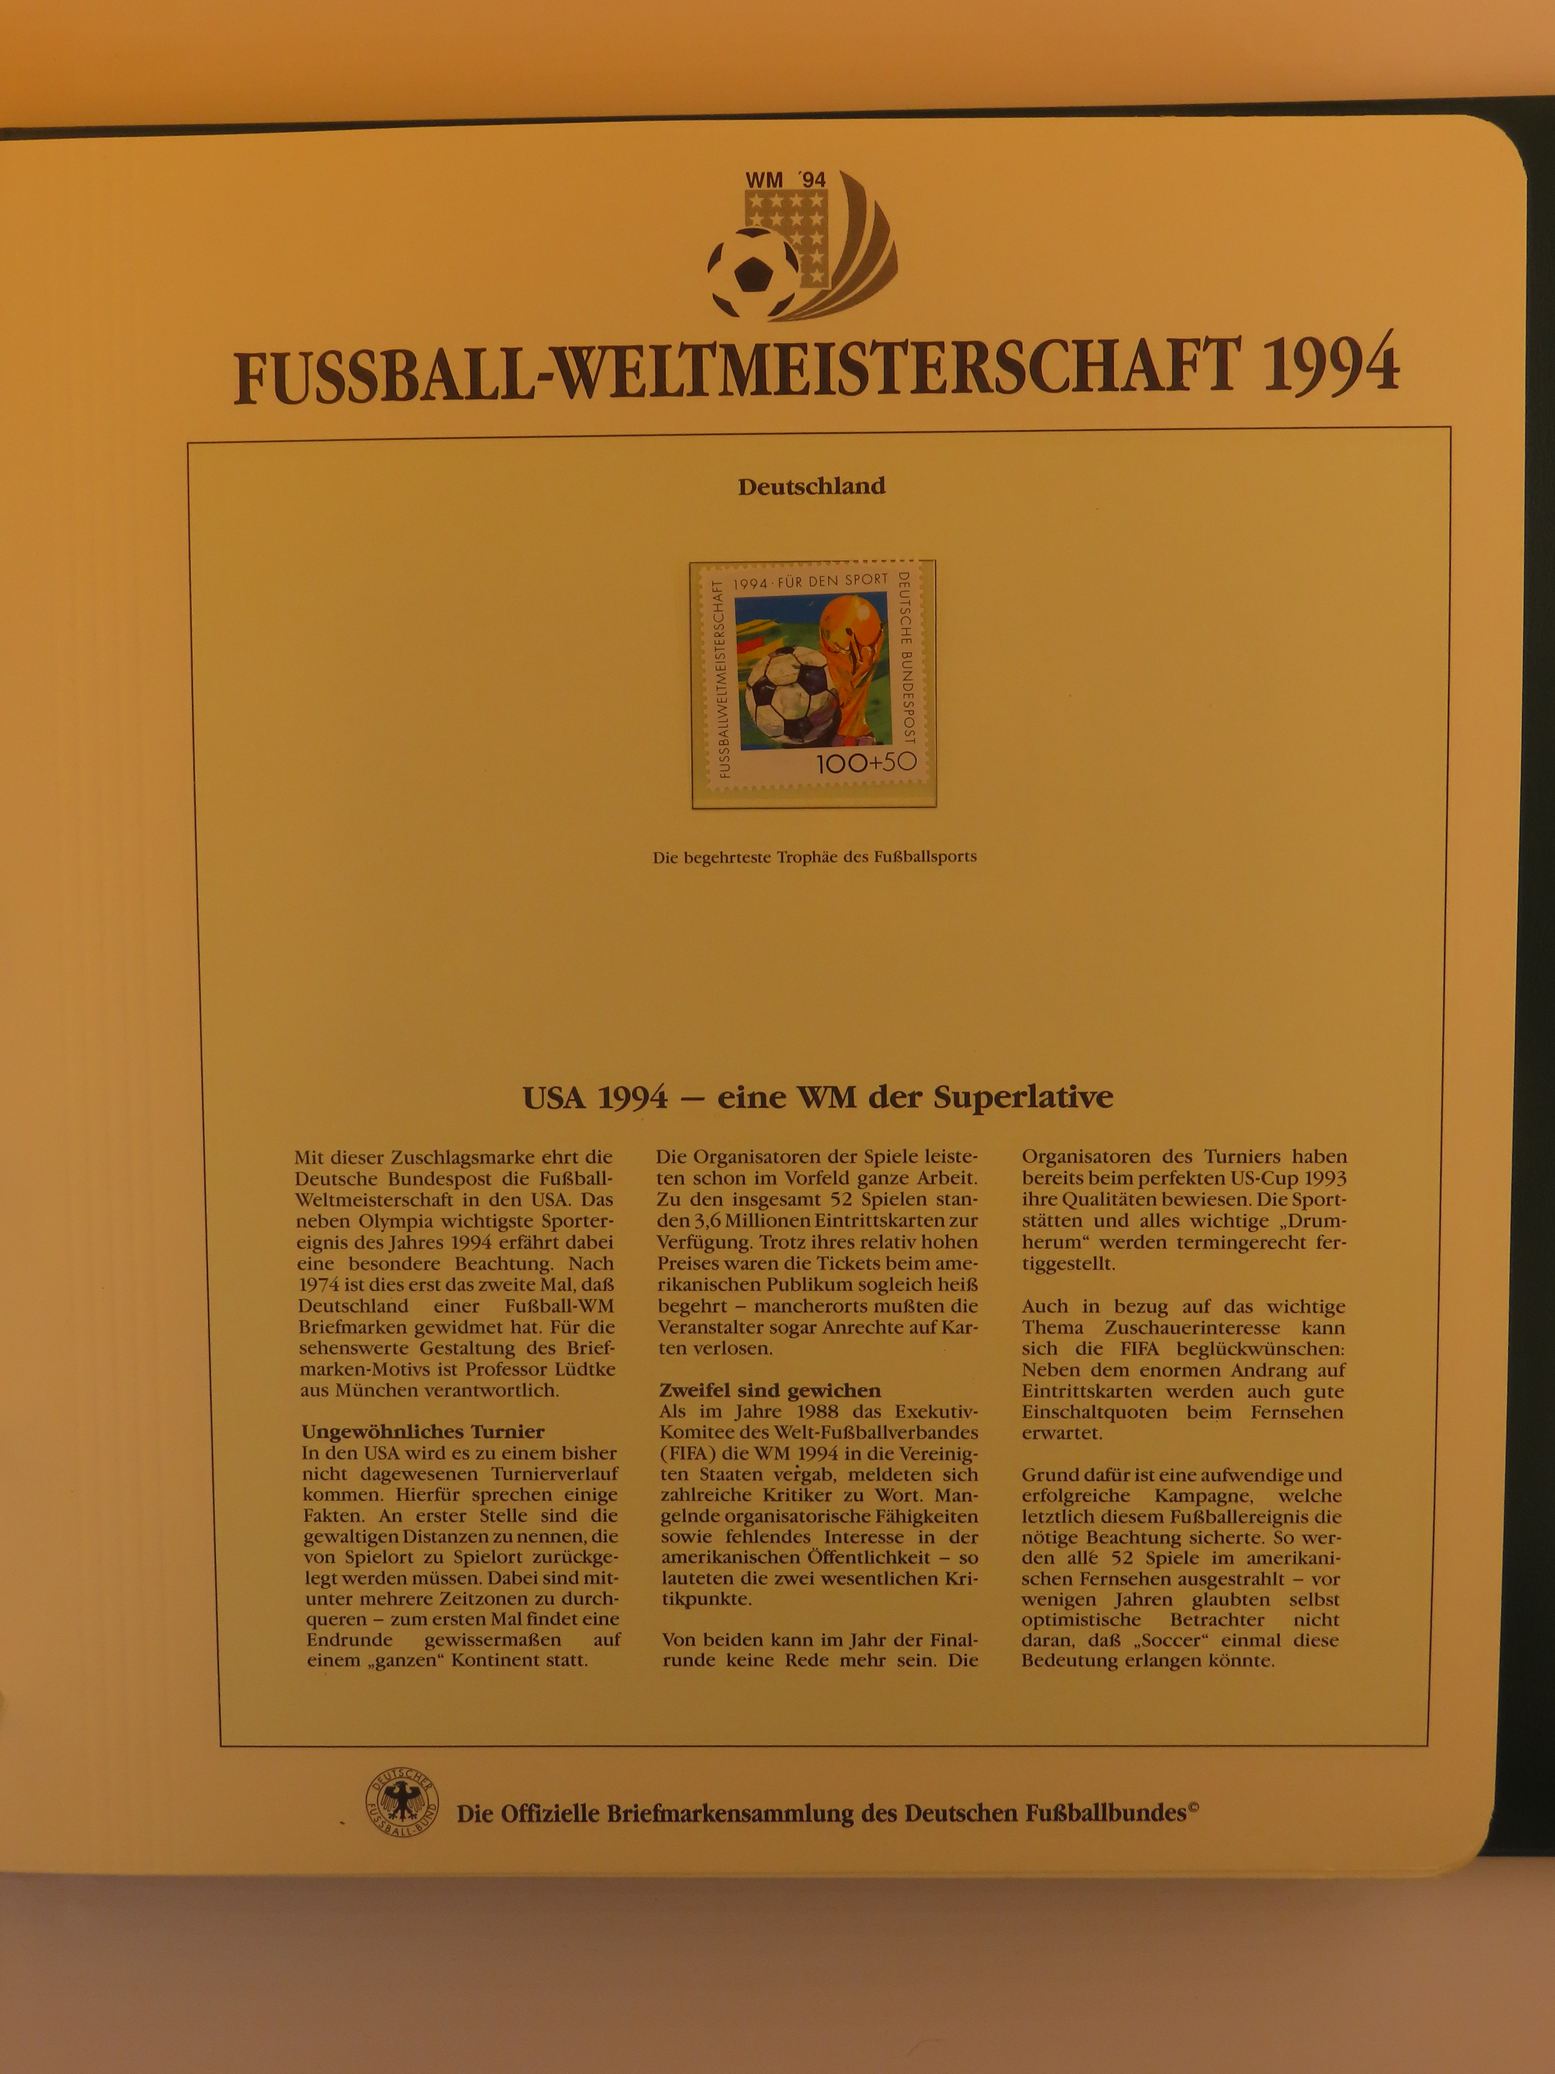 WM '94
FUSSBALL-WELTMEISTERSCHAFT 1994
Deutschland
1994 · FÜR DEN SPORT
DEUTSCHE BUNDESPOST
FUSSBALLWELTMEISTERSCHAFT
100+50
Die begehrteste Trophäe des Fußballsports
USA 1994 – eine WM der Superlative
Mit dieser Zuschlagsmarke ehrt die
Deutsche Bundespost die Fußball-
Weltmeisterschaft in den USA. Das
neben Olympia wichtigste Sporter-
eignis des Jahres 1994 erfährt dabei
eine besondere Beachtung. Nach
1974 ist dies erst das zweite Mal, daß
Deutschland einer Fußball-WM
Briefmarken gewidmet hat. Für die
sehenswerte Gestaltung des Brief-
marken-Motivs ist Professor Lüdtke
aus München verantwortlich.
Ungewöhnliches Turnier
In den USA wird es zu einem bisher
nicht dagewesenen Turnierverlauf
kommen. Hierfür sprechen einige
Fakten. An erster Stelle sind die
gewaltigen Distanzen zu nennen, die
von Spielort zu Spielort zurückge-
legt werden müssen. Dabei sind mit-
unter mehrere Zeitzonen zu durch-
queren – zum ersten Mal findet eine
Endrunde gewissermaßen auf
einem „ganzen“ Kontinent statt.
Die Organisatoren der Spiele leiste-
ten schon im Vorfeld ganze Arbeit.
Zu den insgesamt 52 Spielen stan-
den 3,6 Millionen Eintrittskarten zur
Verfügung. Trotz ihres relativ hohen
Preises waren die Tickets beim ame-
rikanischen Publikum sogleich heiß
begehrt – mancherorts mußten die
Veranstalter sogar Anrechte auf Kar-
ten verlosen.
Zweifel sind gewichen
Als im Jahre 1988 das Exekutiv-
Komitee des Welt-Fußballverbandes
(FIFA) die WM 1994 in die Vereinig-
ten Staaten vergab, meldeten sich
zahlreiche Kritiker zu Wort. Man-
gelnde organisatorische Fähigkeiten
sowie fehlendes Interesse in der
amerikanischen Öffentlichkeit – so
lauteten die zwei wesentlichen Kri-
tikpunkte.
Von beiden kann im Jahr der Final-
runde keine Rede mehr sein. Die
Organisatoren des Turniers haben
bereits beim perfekten US-Cup 1993
ihre Qualitäten bewiesen. Die Sport-
stätten und alles wichtige „Drum-
herum“ werden termingerecht fer-
tiggestellt.
Auch in bezug auf das wichtige
Thema Zuschauerinteresse kann
sich die FIFA beglückwünschen:
Neben dem enormen Andrang auf
Eintrittskarten werden auch gute
Einschaltquoten beim Fernsehen
erwartet.
Grund dafür ist eine aufwendige und
erfolgreiche Kampagne, welche
letztlich diesem Fußballereignis die
nötige Beachtung sicherte. So wer-
den alle 52 Spiele im amerikani-
schen Fernsehen ausgestrahlt – vor
wenigen Jahren glaubten selbst
optimistische Betrachter nicht
daran, daß „Soccer“ einmal diese
Bedeutung erlangen könnte.
DEUTSCHER FUSSBALL-BUND
Die Offizielle Briefmarkensammlung des Deutschen Fußballbundes©